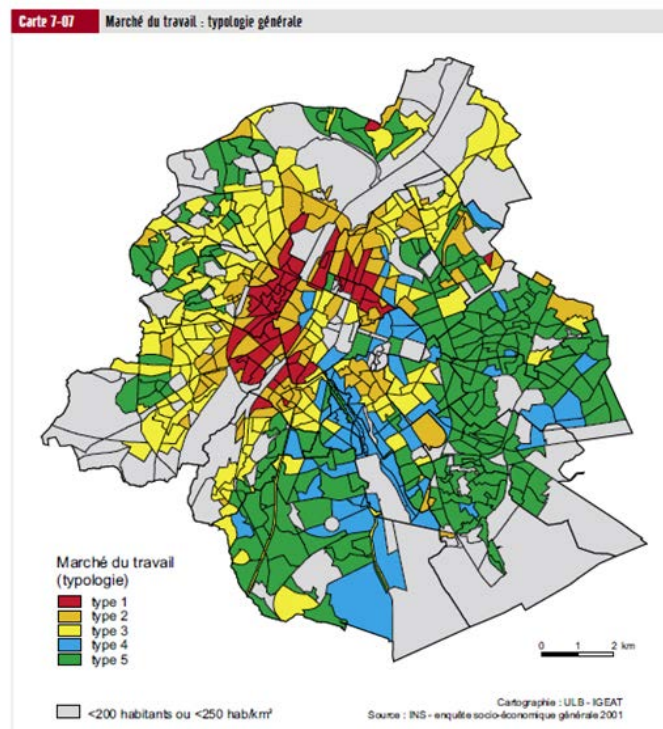 Carte 7-07 Marché du travail : typologie générale
Marché du travail
(typologie)
type 1
type 2
type 3
type 4
type 5
0 1 2 km
<200 habitants ou <250 hab/km²
Cartographie : ULB - IGEAT
Source : INS - enquête socio-économique générale 2001